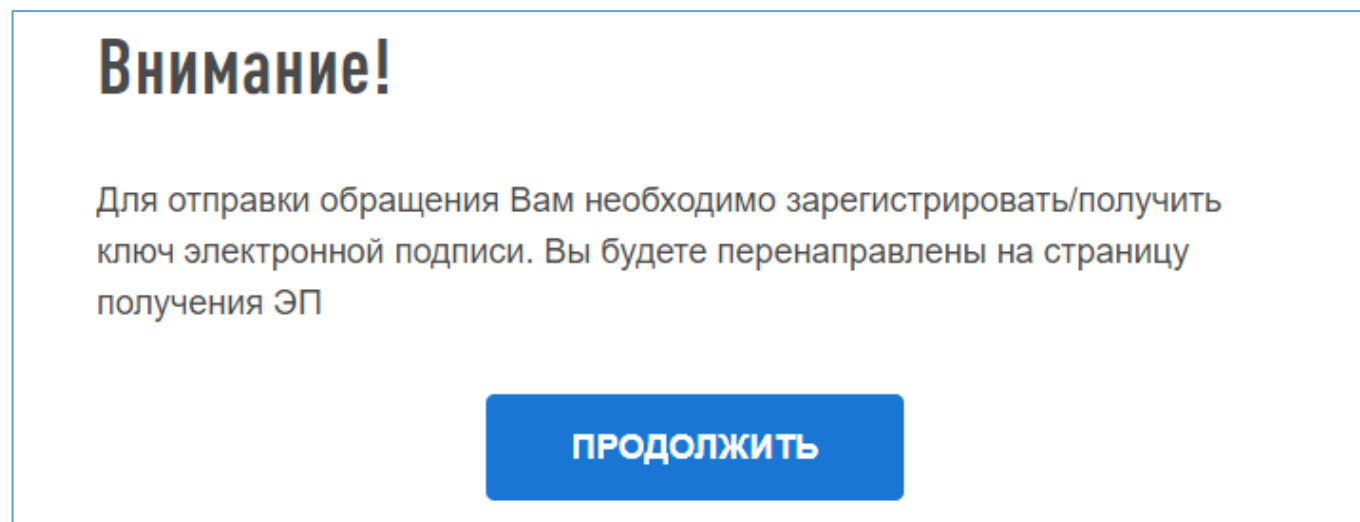 Внимание!
Для отправки обращения Вам необходимо зарегистрировать/получить
ключ электронной подписи. Вы будете перенаправлены на страницу
получения ЭП
ПРОДОЛЖИТЬ